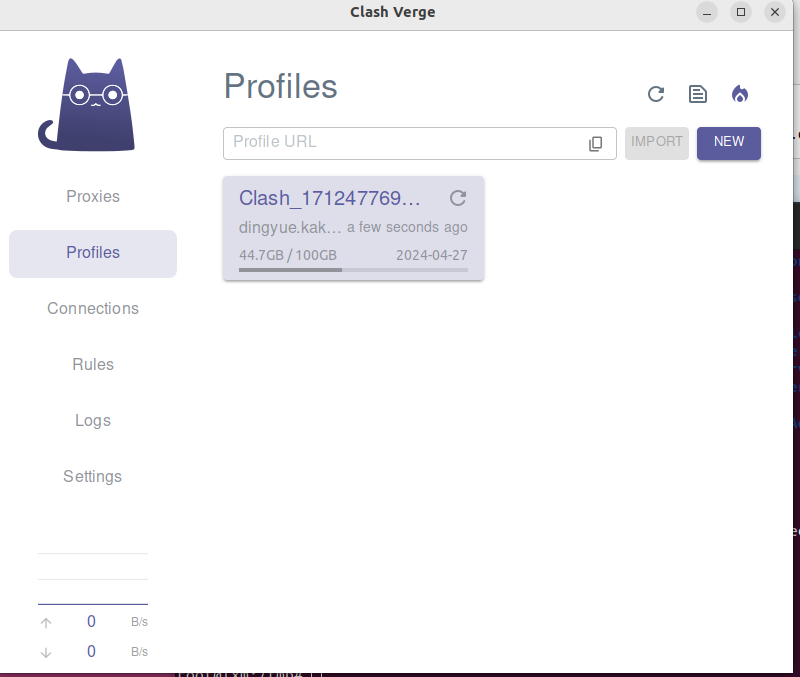 Clash Verge
Profiles
Profile URL
IMPORT
NEW
Clash_171247769...
dingyue.kak... a few seconds ago
44.7GB / 100GB 2024-04-27
Proxies
Profiles
Connections
Rules
Logs
Settings
0 B/s
0 B/s